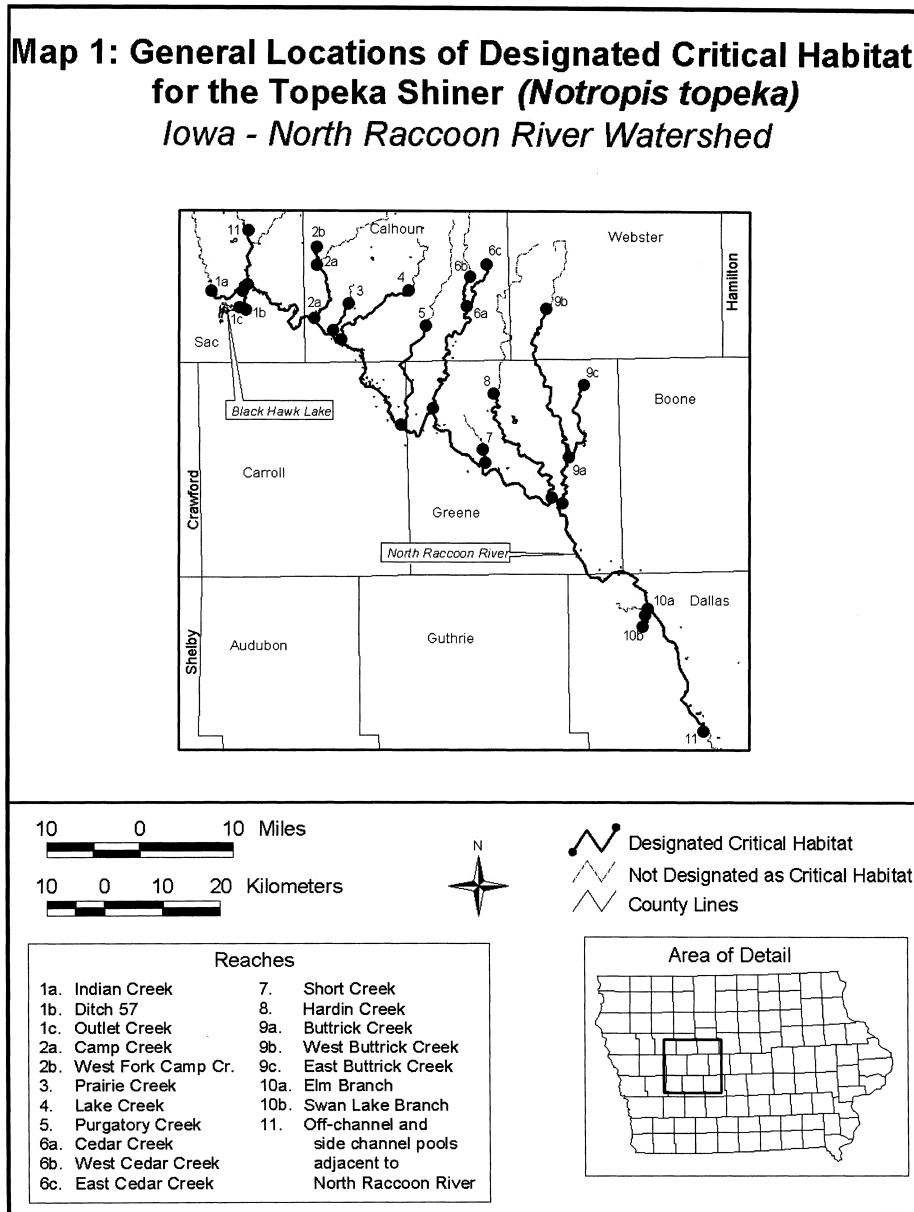 Map 1: General Locations of Designated Critical Habitat
for the Topeka Shiner (Notropis topeka)
Iowa - North Raccoon River Watershed
11
2b
Calhoun
6c
Webster
2a
6b
Hamilton
1a
4
3
9b
2a
1c
1b
6a
5
Sac
9c
8
Boone
Black Hawk Lake
7
Carroll
9a
Crawford
Greene
North Raccoon River
10a
Dallas
10b
Shelby
Audubon
Guthrie
11
10 0 10 Miles
10 0 10 20 Kilometers
N
Designated Critical Habitat
Not Designated as Critical Habitat
County Lines
Reaches
1a. Indian Creek
1b. Ditch 57
1c. Outlet Creek
2a. Camp Creek
2b. West Fork Camp Cr.
3. Prairie Creek
4. Lake Creek
5. Purgatory Creek
6a. Cedar Creek
6b. West Cedar Creek
6c. East Cedar Creek
7. Short Creek
8. Hardin Creek
9a. Buttrick Creek
9b. West Buttrick Creek
9c. East Buttrick Creek
10a. Elm Branch
10b. Swan Lake Branch
11. Off-channel and
side channel pools
adjacent to
North Raccoon River
Area of Detail